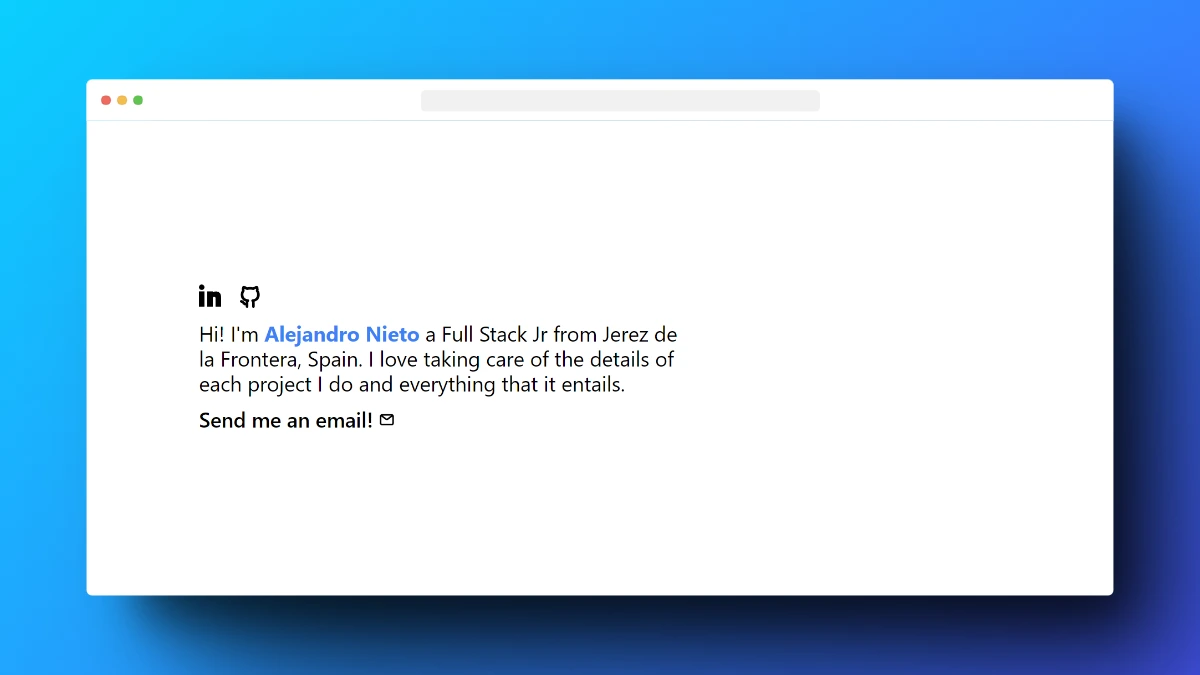 in
Hi! I'm Alejandro Nieto a Full Stack Jr from Jerez de
la Frontera, Spain. I love taking care of the details of
each project I do and everything that it entails.
Send me an email!